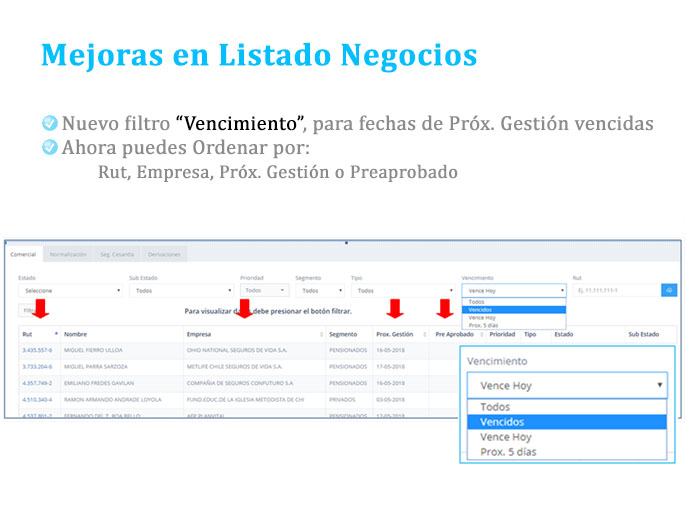 Mejoras en Listado Negocios
Nuevo filtro “Vencimiento”, para fechas de Próx. Gestión vencidas
Ahora puedes Ordenar por:
Rut, Empresa, Próx. Gestión o Preaprobado
Comercial Normalización Seg. Cesantía Derivaciones
Estado Sub Estado Prioridad Segmento Tipo Vencimiento Rut
Seleccione Todos Todos Todos Todos Vence Hoy Ej. 11.111.111-1
Todos
Vencidos
Vence Hoy
Prox. 5 días
Para visualizar debe presionar el botón filtrar.
Rut Nombre Empresa Segmento Prox. Gestión Pre Aprobado Prioridad Tipo Estado Sub Estado
3.435.557-6 MIGUEL FIERRO ULLOA OHIO NATIONAL SEGUROS DE VIDA S.A. PENSIONADOS 16-05-2018
3.733.204-6 MIGUEL PARRA SARZOZA METLIFE CHILE SEGUROS DE VIDA S.A. PENSIONADOS 17-05-2018
4.357.749-2 EMILIANO FREDES GAVILAN COMPAÑIA DE SEGUROS CONFUTURO S.A PENSIONADOS 16-05-2018
4.510.340-4 RAMON ARMANDO ANDRADE LOYOLA FUND.EDUC.DE LA IGLESIA METODISTA DE CHI PRIVADOS 03-05-2018
4.537.801-2 FERNANDO DEL T. ROA BELLO AFP PLANVITAL PENSIONADOS 17-05-2018
Vencimiento
Vence Hoy
Todos
Vencidos
Vence Hoy
Prox. 5 días